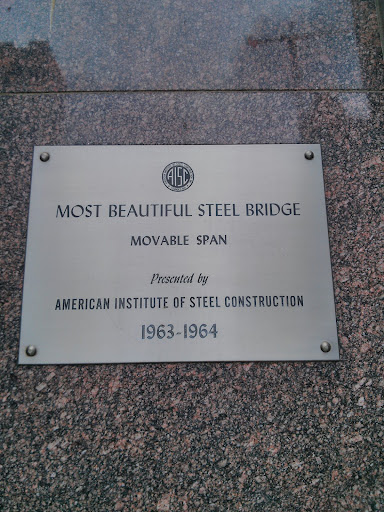 AISC
MOST BEAUTIFUL STEEL BRIDGE
MOVABLE SPAN
Presented by
AMERICAN INSTITUTE OF STEEL CONSTRUCTION
1963-1964